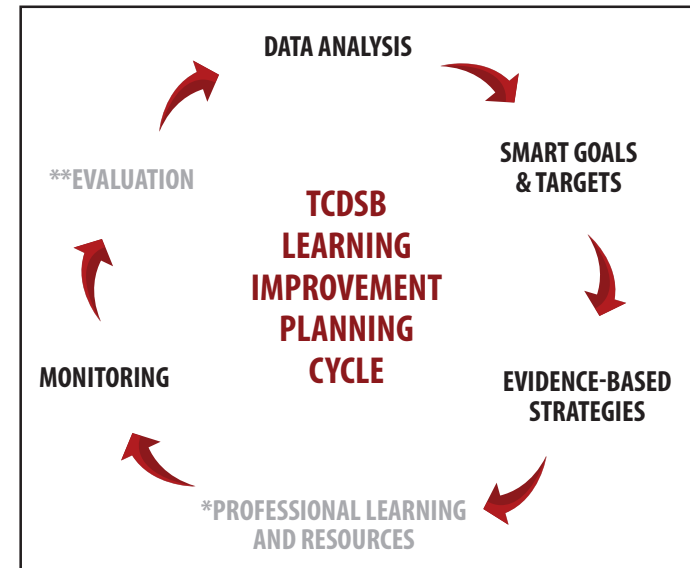 DATA ANALYSIS
SMART GOALS
& TARGETS
EVIDENCE-BASED
STRATEGIES
*PROFESSIONAL LEARNING
AND RESOURCES
MONITORING
**EVALUATION
TCDSB
LEARNING
IMPROVEMENT
PLANNING
CYCLE